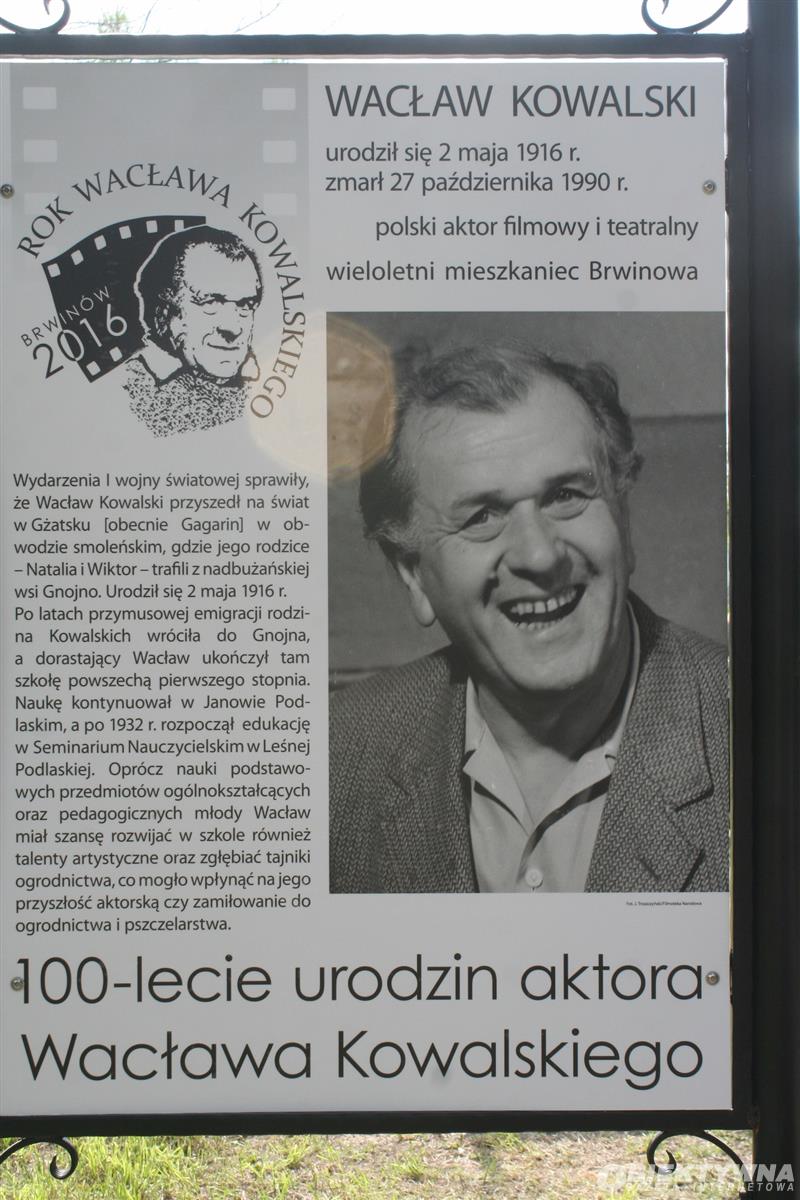 ROK WACŁAWA KOWALSKIEGO
BRWINÓW
2016
WACŁAW KOWALSKI
urodził się 2 maja 1916 r.
zmarł 27 października 1990 r.
polski aktor filmowy i teatralny
wieloletni mieszkaniec Brwinowa
Wydarzenia I wojny światowej sprawiły,
że Wacław Kowalski przyszedł na świat
w Gżatsku [obecnie Gagarin] w ob-
wodzie smoleńskim, gdzie jego rodzice
– Natalia i Wiktor – trafili z nadbużańskiej
wsi Gnojno. Urodził się 2 maja 1916 r.
Po latach przymusowej emigracji rodzi-
na Kowalskich wróciła do Gnojna,
a dorastający Wacław ukończył tam
szkołę powszechą pierwszego stopnia.
Naukę kontynuował w Janowie Pod-
laskim, a po 1932 r. rozpoczął edukację
w Seminarium Nauczycielskim w Leśnej
Podlaskiej. Oprócz nauki podstawo-
wych przedmiotów ogólnokształcących
oraz pedagogicznych młody Wacław
miał szansę rozwijać w szkole również
talenty artystyczne oraz zgłębiać tajniki
ogrodnictwa, co mogło wpłynąć na jego
przyszłość aktorską czy zamiłowanie do
ogrodnictwa i pszczelarstwa.
Fot. J. Troszczyński/Filmoteka Narodowa
100-lecie urodzin aktora
Wacława Kowalskiego
INTERNETOWA